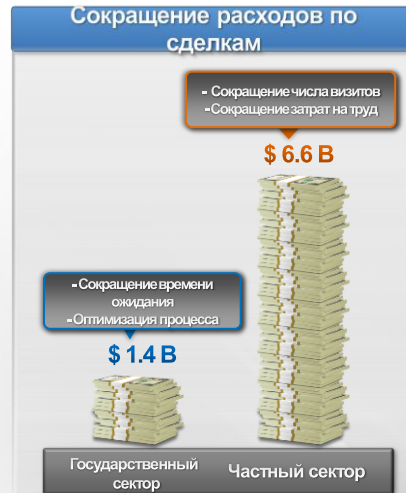 Сокращение расходов по
сделкам
- Сокращение числа визитов
-Сокращение затрат на труд
$ 6.6 B
-Сокращение времени
ожидания
-Оптимизация процесса
$ 1.4 B
Государственный
сектор
Частный сектор